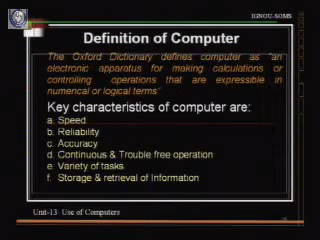 IGNOU-SOMS
Definition of Computer
The Oxford Dictionary defines computer as "an
electronic apparatus for making calculations or
controlling operations that are expressible in
numerical or logical terms"
Key characteristics of computer are:
a. Speed
b. Reliability
c. Accuracy
d. Continuous & Trouble free operation
e. Variety of tasks
f. Storage & retrieval of Information
Unit-13 Use of Computers